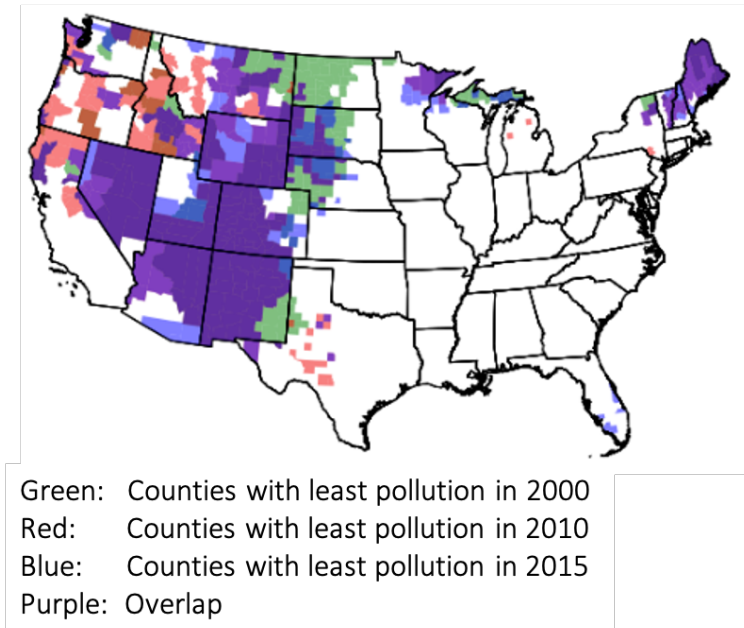 Green: Counties with least pollution in 2000
Red: Counties with least pollution in 2010
Blue: Counties with least pollution in 2015
Purple: Overlap